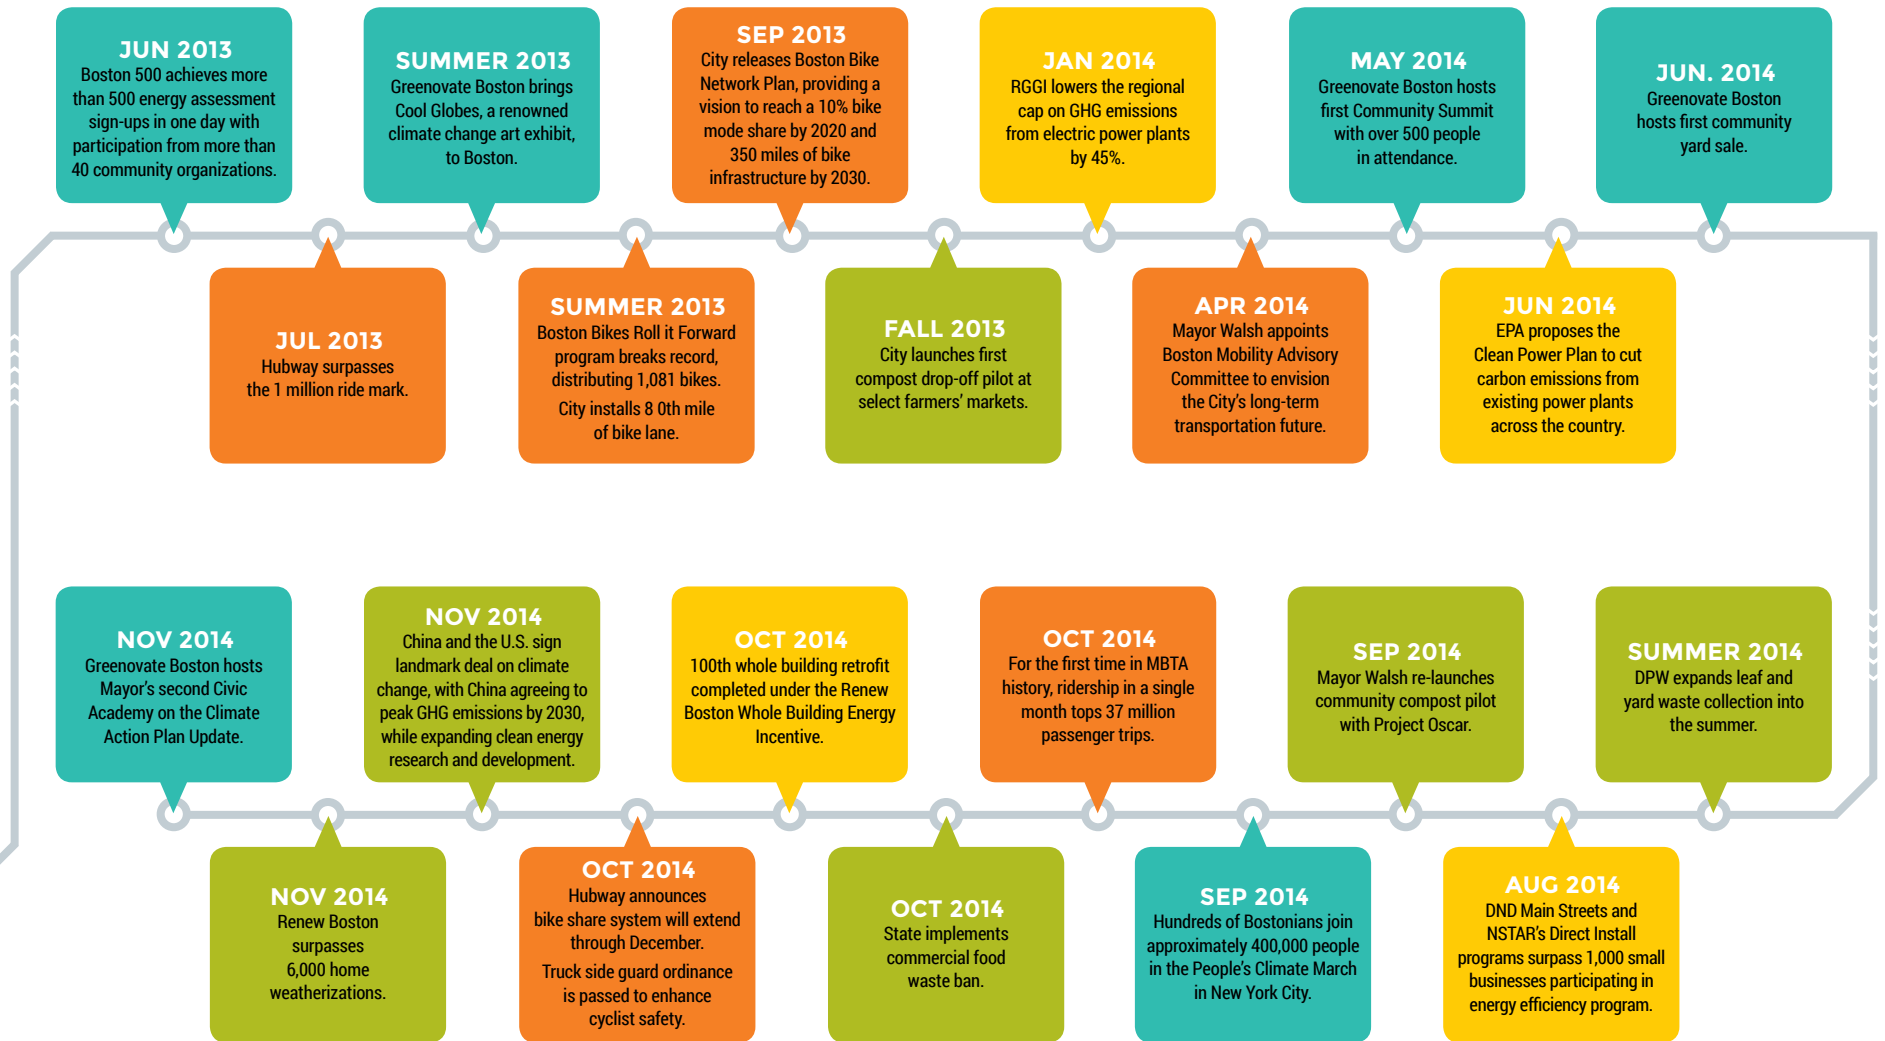 JUN 2013
Boston 500 achieves more
than 500 energy assessment
sign-ups in one day with
participation from more than
40 community organizations.
JUL 2013
Hubway surpasses
the 1 million ride mark.
SUMMER 2013
Greenovate Boston brings
Cool Globes, a renowned
climate change art exhibit,
to Boston.
SUMMER 2013
Boston Bikes Roll it Forward
program breaks record,
distributing 1,081 bikes.
City installs 8 0th mile
of bike lane.
SEP 2013
City releases Boston Bike
Network Plan, providing a
vision to reach a 10% bike
mode share by 2020 and
350 miles of bike
infrastructure by 2030.
FALL 2013
City launches first
compost drop-off pilot at
select farmers’ markets.
JAN 2014
RGGI lowers the regional
cap on GHG emissions
from electric power plants
by 45%.
APR 2014
Mayor Walsh appoints
Boston Mobility Advisory
Committee to envision
the City’s long-term
transportation future.
MAY 2014
Greenovate Boston hosts
first Community Summit
with over 500 people
in attendance.
JUN 2014
EPA proposes the
Clean Power Plan to cut
carbon emissions from
existing power plants
across the country.
JUN. 2014
Greenovate Boston
hosts first community
yard sale.
SUMMER 2014
DPW expands leaf and
yard waste collection into
the summer.
AUG 2014
DND Main Streets and
NSTAR’s Direct Install
programs surpass 1,000 small
businesses participating in
energy efficiency program.
SEP 2014
Mayor Walsh re-launches
community compost pilot
with Project Oscar.
SEP 2014
Hundreds of Bostonians join
approximately 400,000 people
in the People’s Climate March
in New York City.
OCT 2014
For the first time in MBTA
history, ridership in a single
month tops 37 million
passenger trips.
OCT 2014
State implements
commercial food
waste ban.
OCT 2014
100th whole building retrofit
completed under the Renew
Boston Whole Building Energy
Incentive.
OCT 2014
Hubway announces
bike share system will extend
through December.
Truck side guard ordinance
is passed to enhance
cyclist safety.
NOV 2014
China and the U.S. sign
landmark deal on climate
change, with China agreeing to
peak GHG emissions by 2030,
while expanding clean energy
research and development.
NOV 2014
Renew Boston
surpasses
6,000 home
weatherizations.
NOV 2014
Greenovate Boston hosts
Mayor’s second Civic
Academy on the Climate
Action Plan Update.